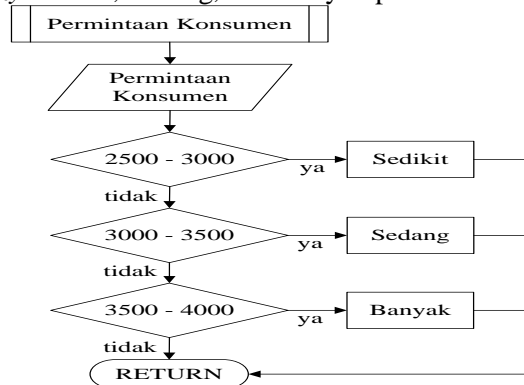 Permintaan Konsumen
Permintaan
Konsumen
2500 - 3000
ya
Sedikit
tidak
3000 - 3500
ya
Sedang
tidak
3500 - 4000
ya
Banyak
tidak
RETURN